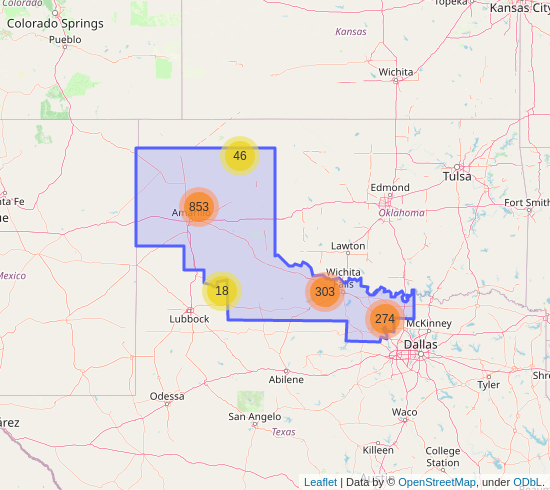 Colorado
Topeka
Colorado Springs
Kansas City
Pueblo
Kansas
Wichita
46
Tulsa
Edmond
Santa Fe
853
Oklahoma
Fort Smith
Lawton
Mexico
Wichita
18
303
Lubbock
274
McKinney
Dallas
Abilene
Tyler
Odessa
Waco
San Angelo
Texas
Killeen
College
Station
Leaflet | Data by © OpenStreetMap, under ODbL.